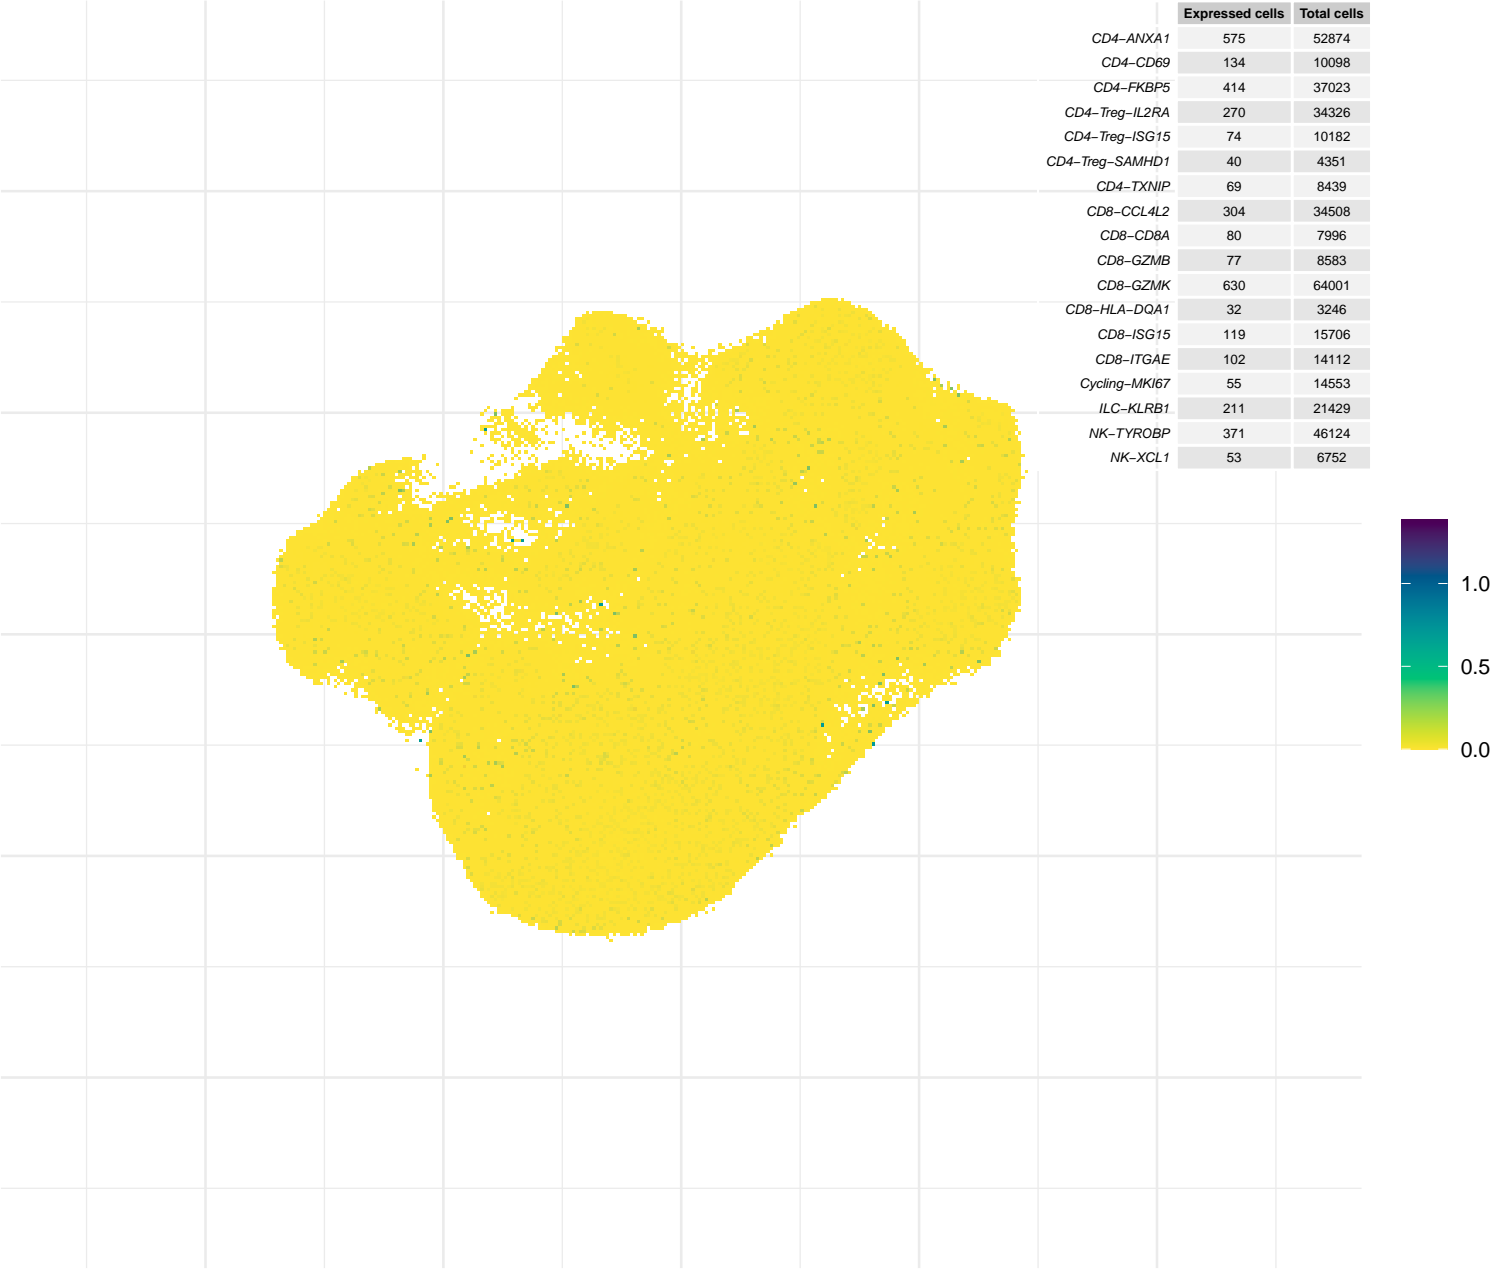 Expressed cells Total cells
CD4−ANXA1 575 52874
CD4−CD69 134 10098
CD4−FKBP5 414 37023
CD4−Treg−IL2RA 270 34326
CD4−Treg−ISG15 74 10182
CD4−Treg−SAMHD1 40 4351
CD4−TXNIP 69 8439
CD8−CCL4L2 304 34508
CD8−CD8A 80 7996
CD8−GZMB 77 8583
CD8−GZMK 630 64001
CD8−HLA−DQA1 32 3246
CD8−ISG15 119 15706
CD8−ITGAE 102 14112
Cycling−MKI67 55 14553
ILC−KLRB1 211 21429
NK−TYROBP 371 46124
NK−XCL1 53 6752
1.0
0.5
0.0